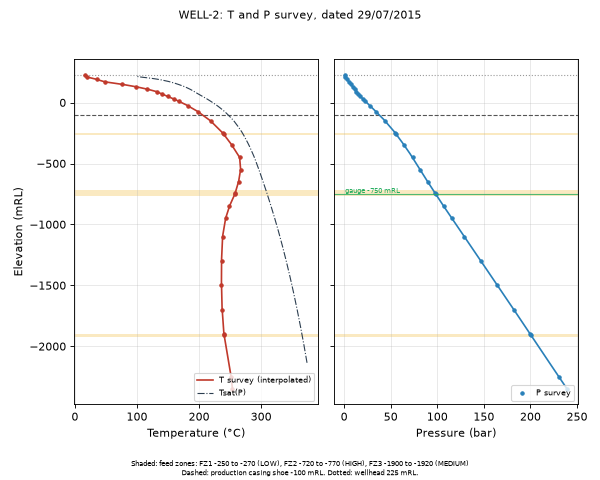 WELL-2: T and P survey, dated 29/07/2015
Elevation (mRL)
0
−500
−1000
−1500
−2000
0
100
200
300
Temperature (°C)
T survey (interpolated)
Tsat(P)
gauge -750 mRL
0
50
100
150
200
250
Pressure (bar)
P survey
Shaded: feed zones: FZ1 -250 to -270 (LOW), FZ2 -720 to -770 (HIGH), FZ3 -1900 to -1920 (MEDIUM)
Dashed: production casing shoe -100 mRL. Dotted: wellhead 225 mRL.